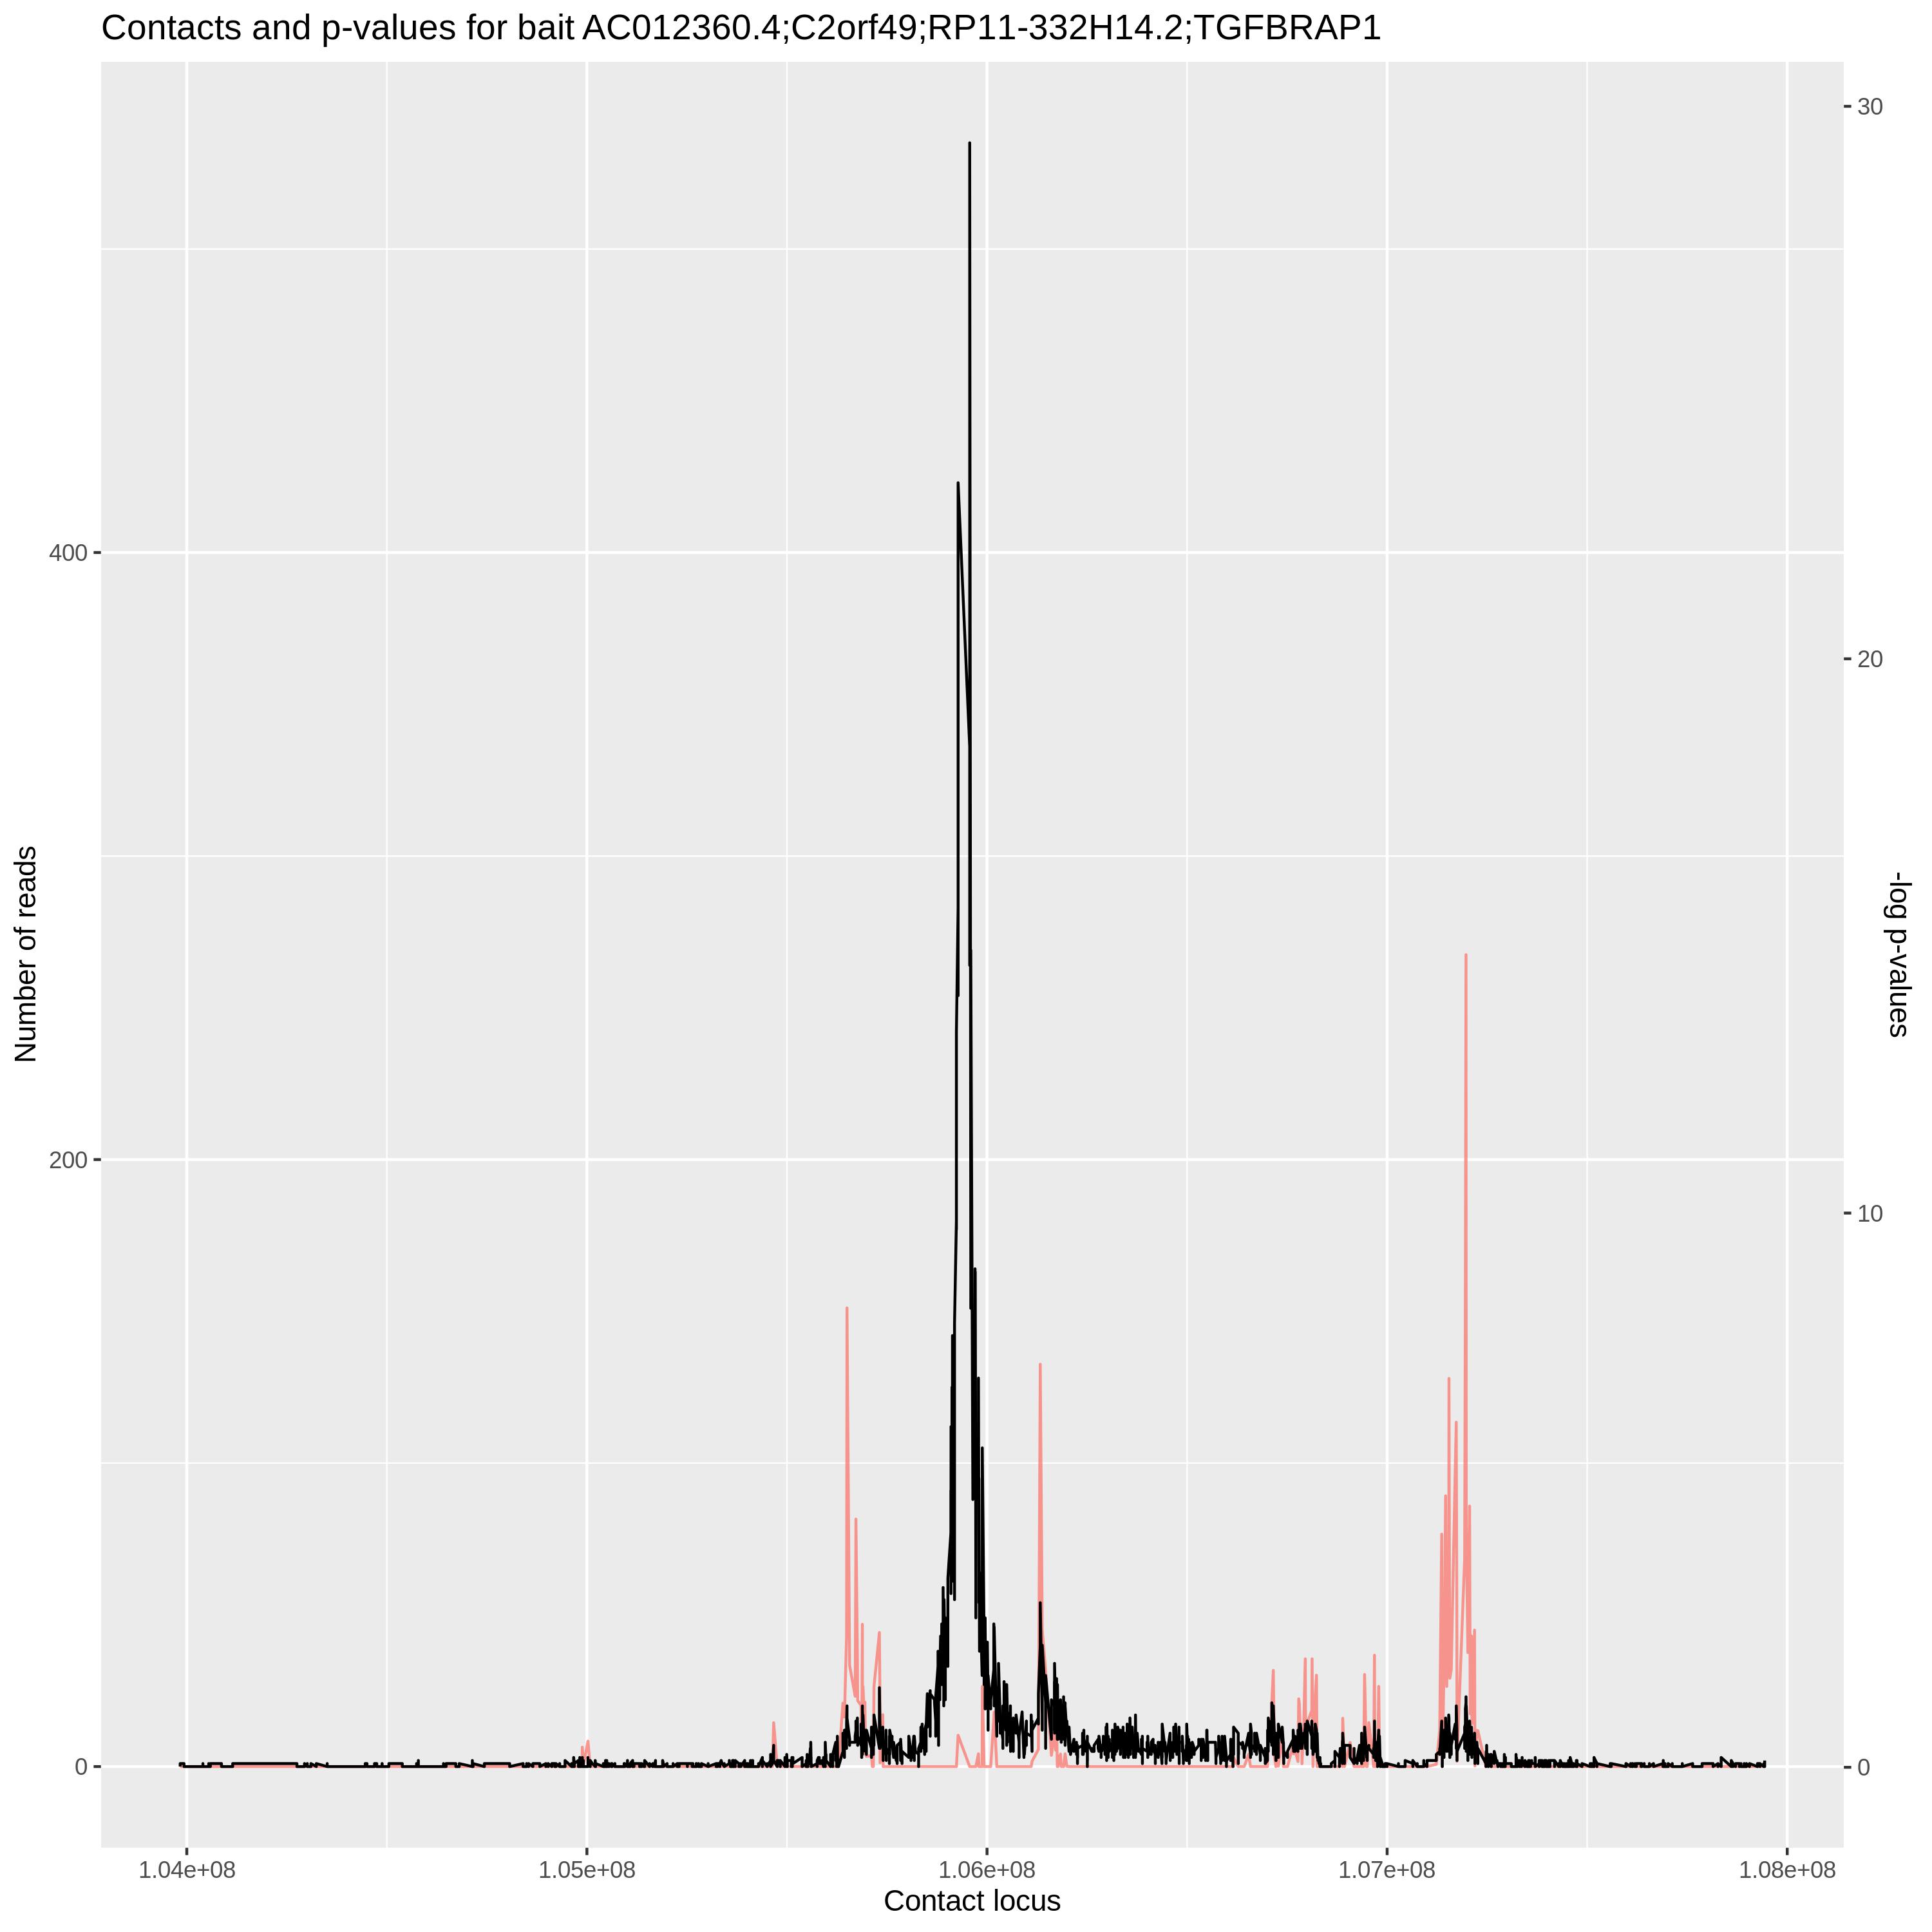 Contacts and p-values for bait AC012360.4;C2orf49;RP11-332H14.2;TGFBRAP1
30
400
20
Number of reads
-log p-values
200
10
0
0
1.04e+08
1.05e+08
1.06e+08
1.07e+08
1.08e+08
Contact locus